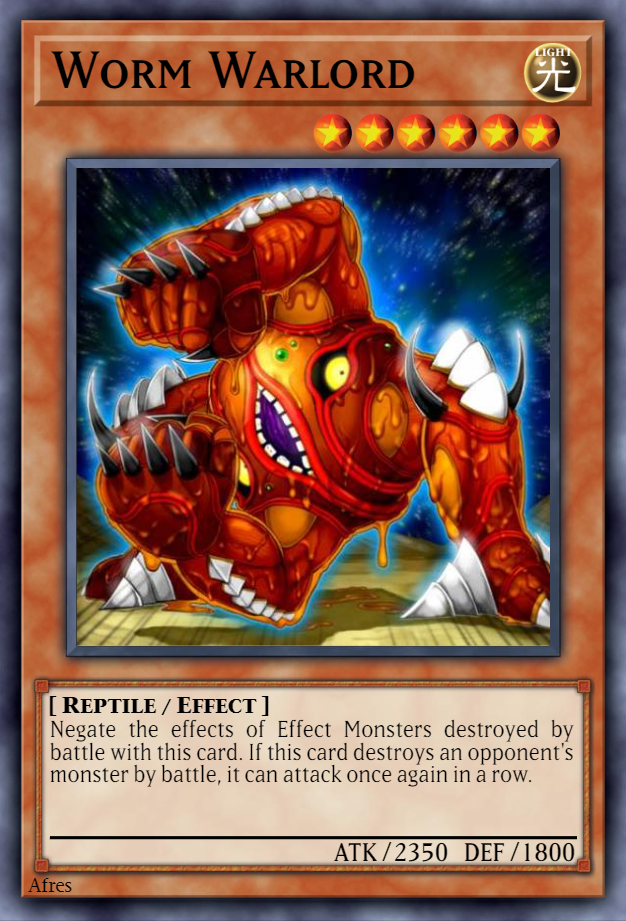 Worm Warlord
LIGHT
光
[ Reptile / Effect ]
Negate the effects of Effect Monsters destroyed by
battle with this card. If this card destroys an opponent's
monster by battle, it can attack once again in a row.
ATK/2350 DEF/1800
Afres